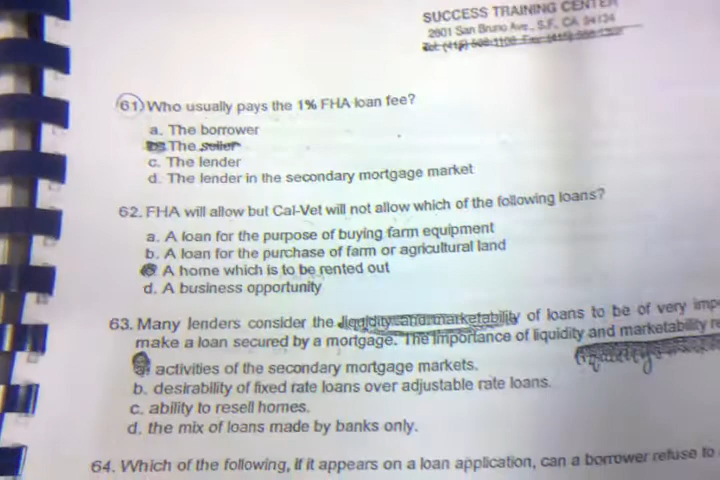 SUCCESS TRAINING CENTER
2601 San Bruno Ave., S.F. CA 94134
61) Who usually pays the 1% FHA loan fee?
a. The borrower
The seller
c. The lender
d. The lender in the secondary mortgage market
62. FHA will allow but Cal-Vet will not allow which of the following loans?
a. A loan for the purpose of buying farm equipment
b. A loan for the purchase of farm or agricultural land
A home which is to be rented out
d. A business opportunity
63. Many lenders consider the liquidity and marketability of loans to be of very imp
make a loan secured by a mortgage. The importance of liquidity and marketability
a. activities of the secondary mortgage markets.
b. desirability of fixed rate loans over adjustable rate loans.
c. ability to resell homes.
d. the mix of loans made by banks only.
64. Which of the following, if it appears on a loan application, can a borrower refuse to